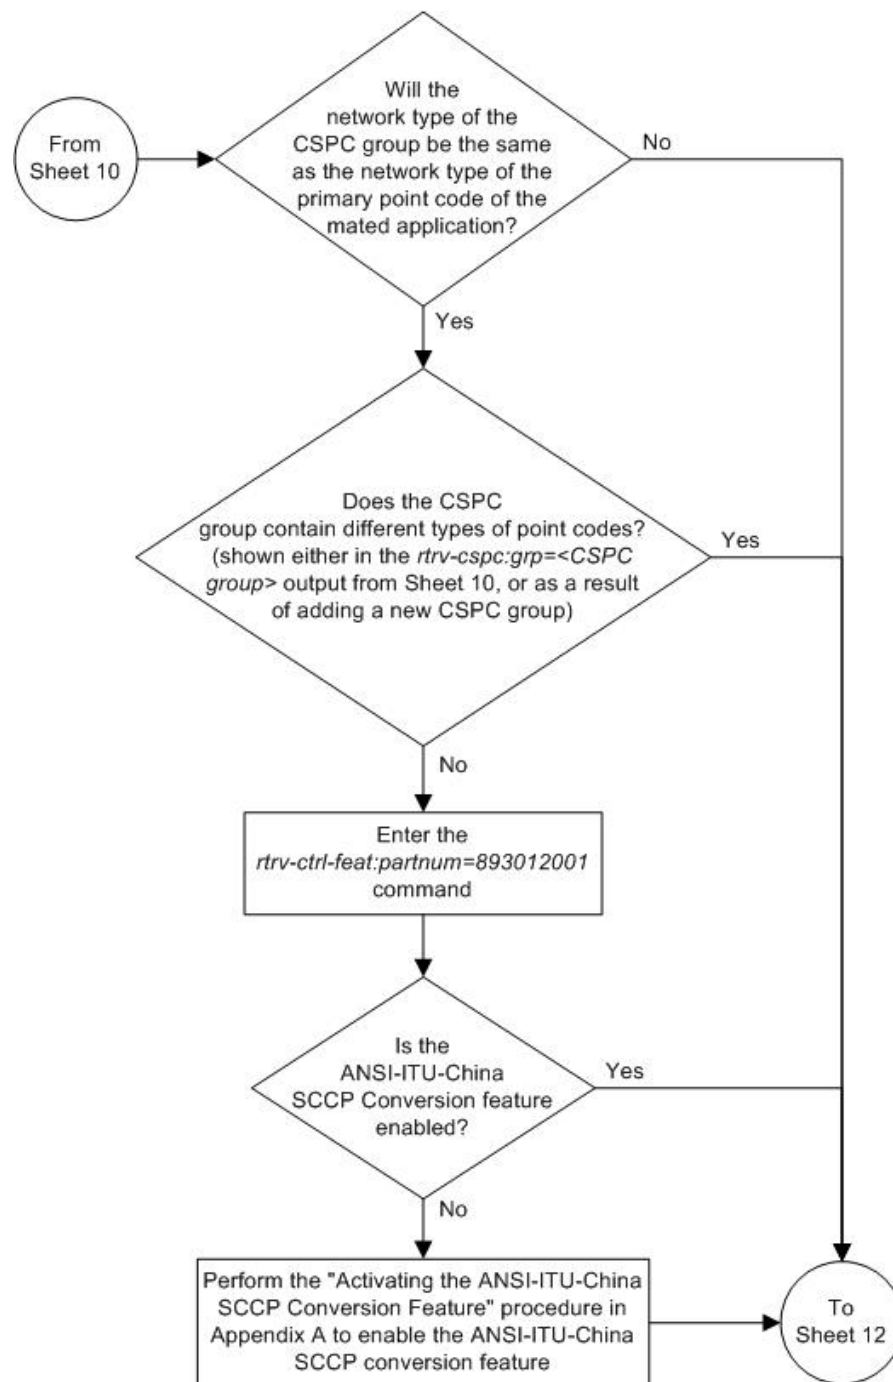 Will the
network type of the
CSPC group be the same
as the network type of the
primary point code of the
mated application?
From
Sheet 10
No
Yes
Does the CSPC
group contain different types of point codes?
(shown either in the rtrv-cspc:grp=<CSPC
group> output from Sheet 10, or as a result
of adding a new CSPC group)
Yes
No
Enter the
rtrv-ctrl-feat:partnum=893012001
command
Is the
ANSI-ITU-China
SCCP Conversion feature
enabled?
Yes
No
Perform the "Activating the ANSI-ITU-China
SCCP Conversion Feature" procedure in
Appendix A to enable the ANSI-ITU-China
SCCP conversion feature
To
Sheet 12